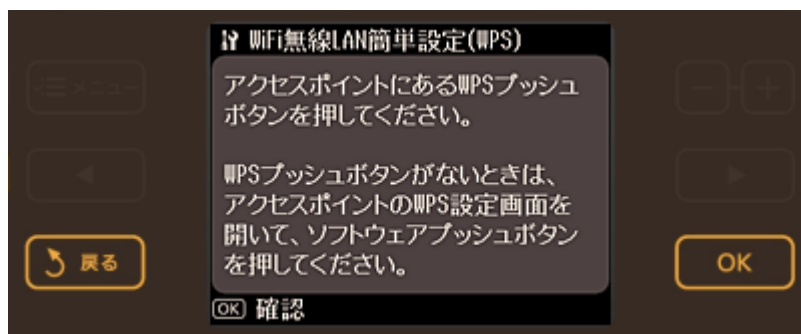 WiFi無線LAN簡単設定(WPS)
メニュー
アクセスポイントにあるWPSプッシュ
ボタンを押してください。
WPSプッシュボタンがないときは、
アクセスポイントのWPS設定画面を
開いて、ソフトウェアプッシュボタン
を押してください。
戻る
OK
OK 確認